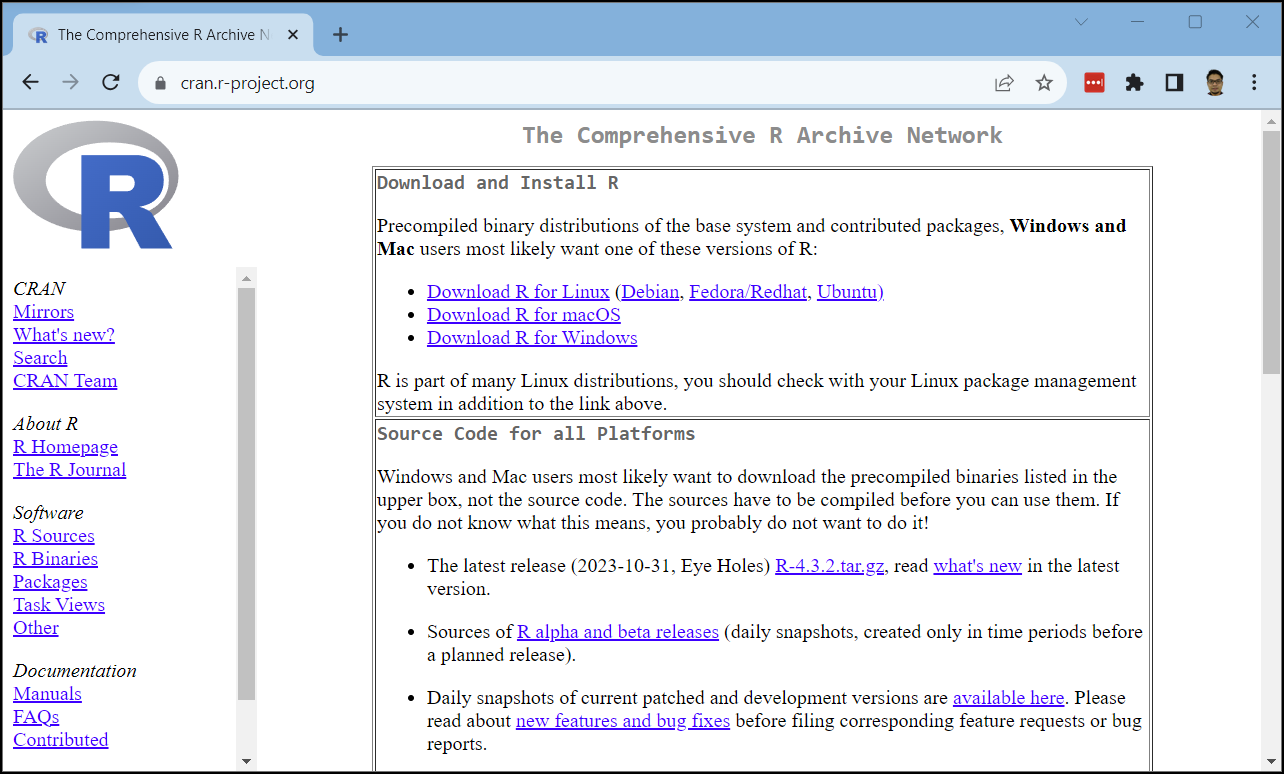 The Comprehensive R Archive N
cran.r-project.org
R
The Comprehensive R Archive Network
CRAN
Mirrors
What's new?
Search
CRAN Team
About R
R Homepage
The R Journal
Software
R Sources
R Binaries
Packages
Task Views
Other
Documentation
Manuals
FAQs
Contributed
Download and Install R
Precompiled binary distributions of the base system and contributed packages, Windows and
Mac users most likely want one of these versions of R:
• Download R for Linux (Debian, Fedora/Redhat, Ubuntu)
• Download R for macOS
• Download R for Windows
R is part of many Linux distributions, you should check with your Linux package management
system in addition to the link above.
Source Code for all Platforms
Windows and Mac users most likely want to download the precompiled binaries listed in the
upper box, not the source code. The sources have to be compiled before you can use them. If
you do not know what this means, you probably do not want to do it!
• The latest release (2023-10-31, Eye Holes) R-4.3.2.tar.gz, read what's new in the latest
version.
• Sources of R alpha and beta releases (daily snapshots, created only in time periods before
a planned release).
• Daily snapshots of current patched and development versions are available here. Please
read about new features and bug fixes before filing corresponding feature requests or bug
reports.